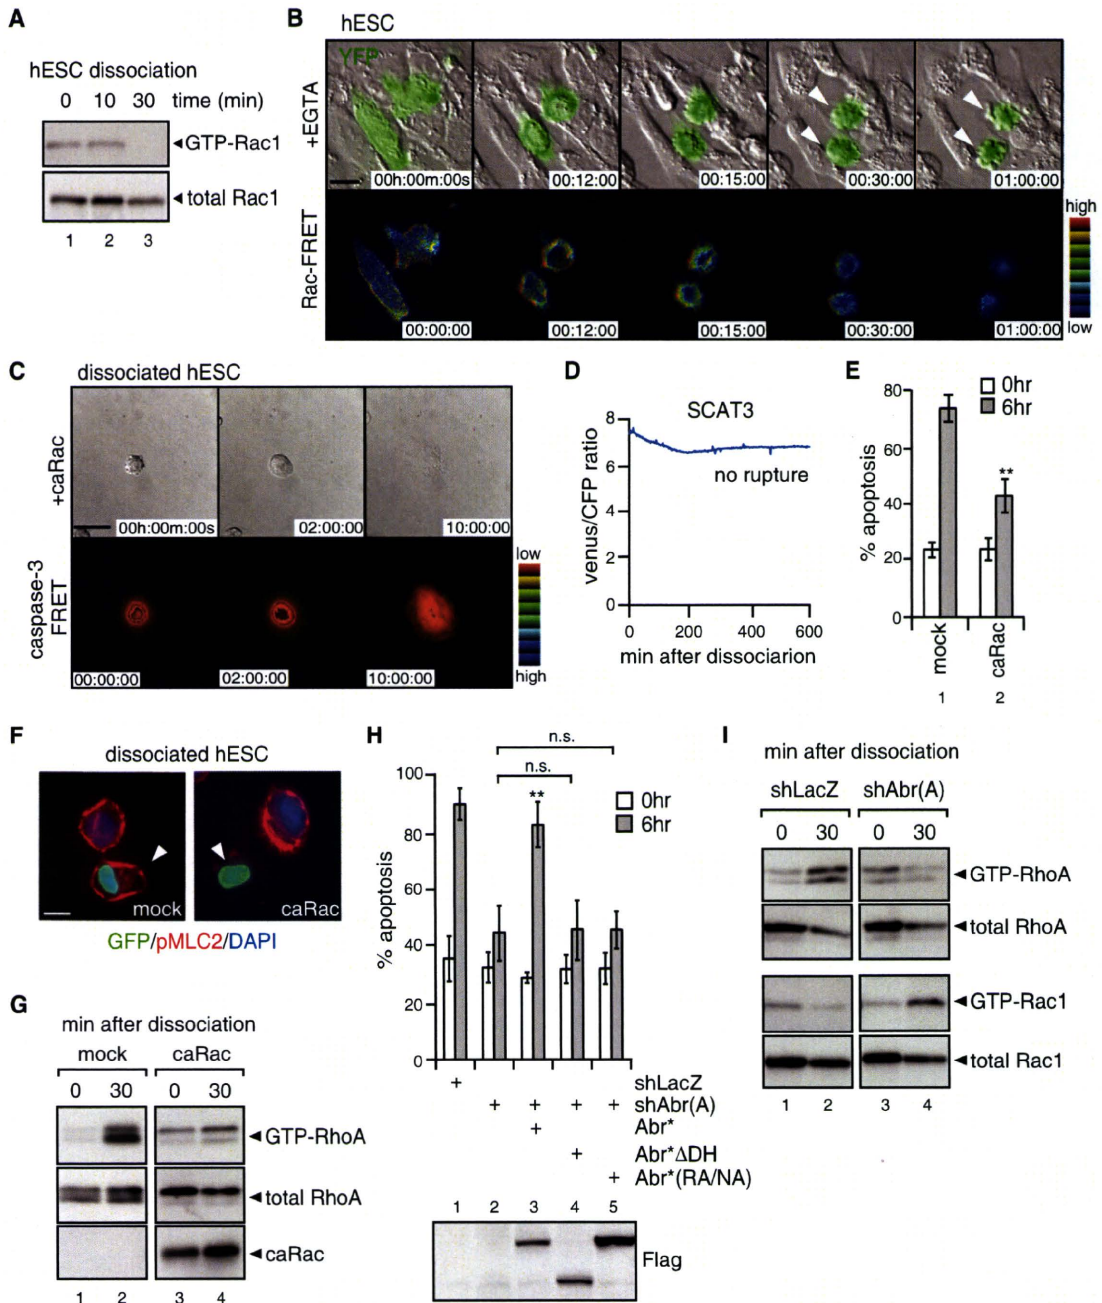 A
hESC dissociation
0 10 30 time (min)
◄GTP-Rac1
◄total Rac1
1 2 3
B
hESC
YFP
+EGTA
00h:00m:00s
00:12:00
00:15:00
00:30:00
01:00:00
Rac-FRET
00:00:00
00:12:00
00:15:00
00:30:00
01:00:00
high
low
C
dissociated hESC
+caRac
00h:00m:00s
02:00:00
10:00:00
caspase-3
FRET
00:00:00
02:00:00
10:00:00
low
high
D
SCAT3
no rupture
venus/CFP ratio
8
6
4
2
0
0 200 400 600
min after dissociarion
E
0hr
6hr
% apoptosis
80
60
40
20
0
**
mock
caRac
1 2
F
dissociated hESC
mock
caRac
GFP/pMLC2/DAPI
G
min after dissociation
mock caRac
0 30 0 30
◄GTP-RhoA
◄total RhoA
◄caRac
1 2 3 4
H
n.s.
n.s.
**
0hr
6hr
% apoptosis
100
80
60
40
20
0
+ shLacZ
+ + + + shAbr(A)
+ Abr*
+ Abr*ΔDH
+ Abr*(RA/NA)
1 2 3 4 5
Flag
I
min after dissociation
shLacZ shAbr(A)
0 30 0 30
◄GTP-RhoA
◄total RhoA
◄GTP-Rac1
◄total Rac1
1 2 3 4